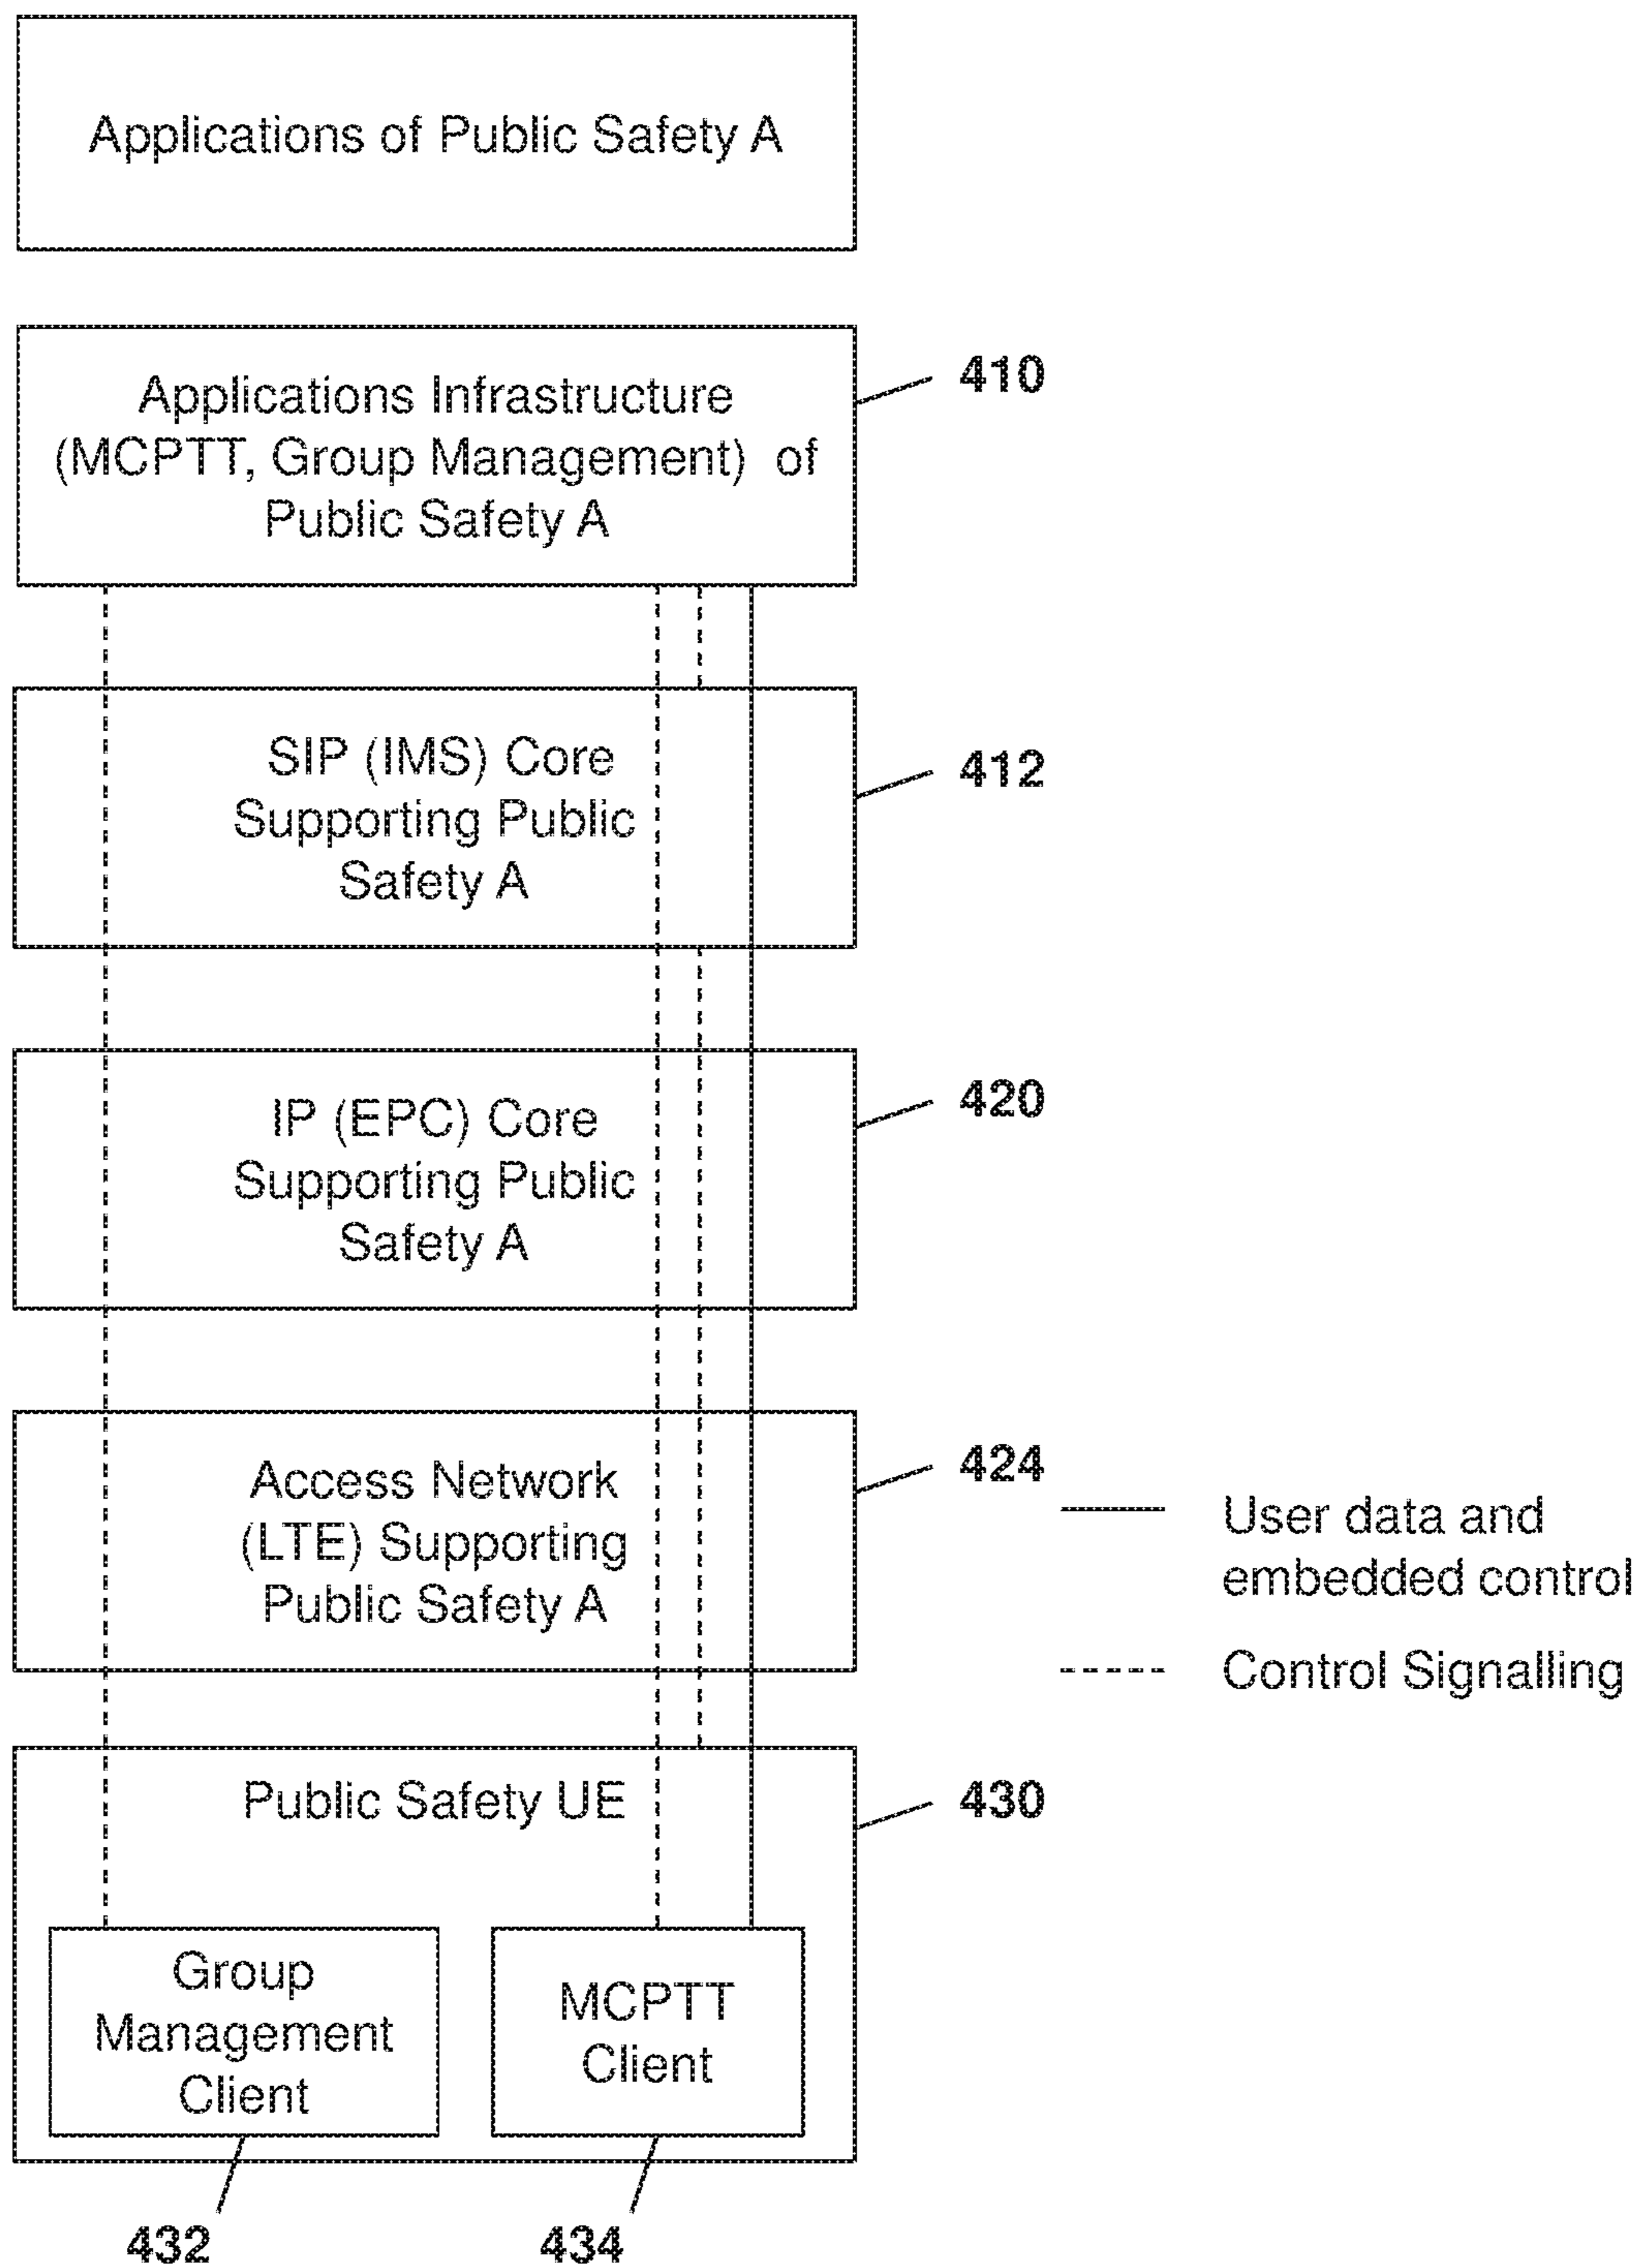 Applications of Public Safety A
Applications Infrastructure
(MCPTT, Group Management) of
Public Safety A
410
SIP (IMS) Core
Supporting Public
Safety A
412
IP (EPC) Core
Supporting Public
Safety A
420
Access Network
(LTE) Supporting
Public Safety A
424
User data and
embedded control
Control Signalling
Public Safety UE
430
Group
Management
Client
MCPTT
Client
432
434